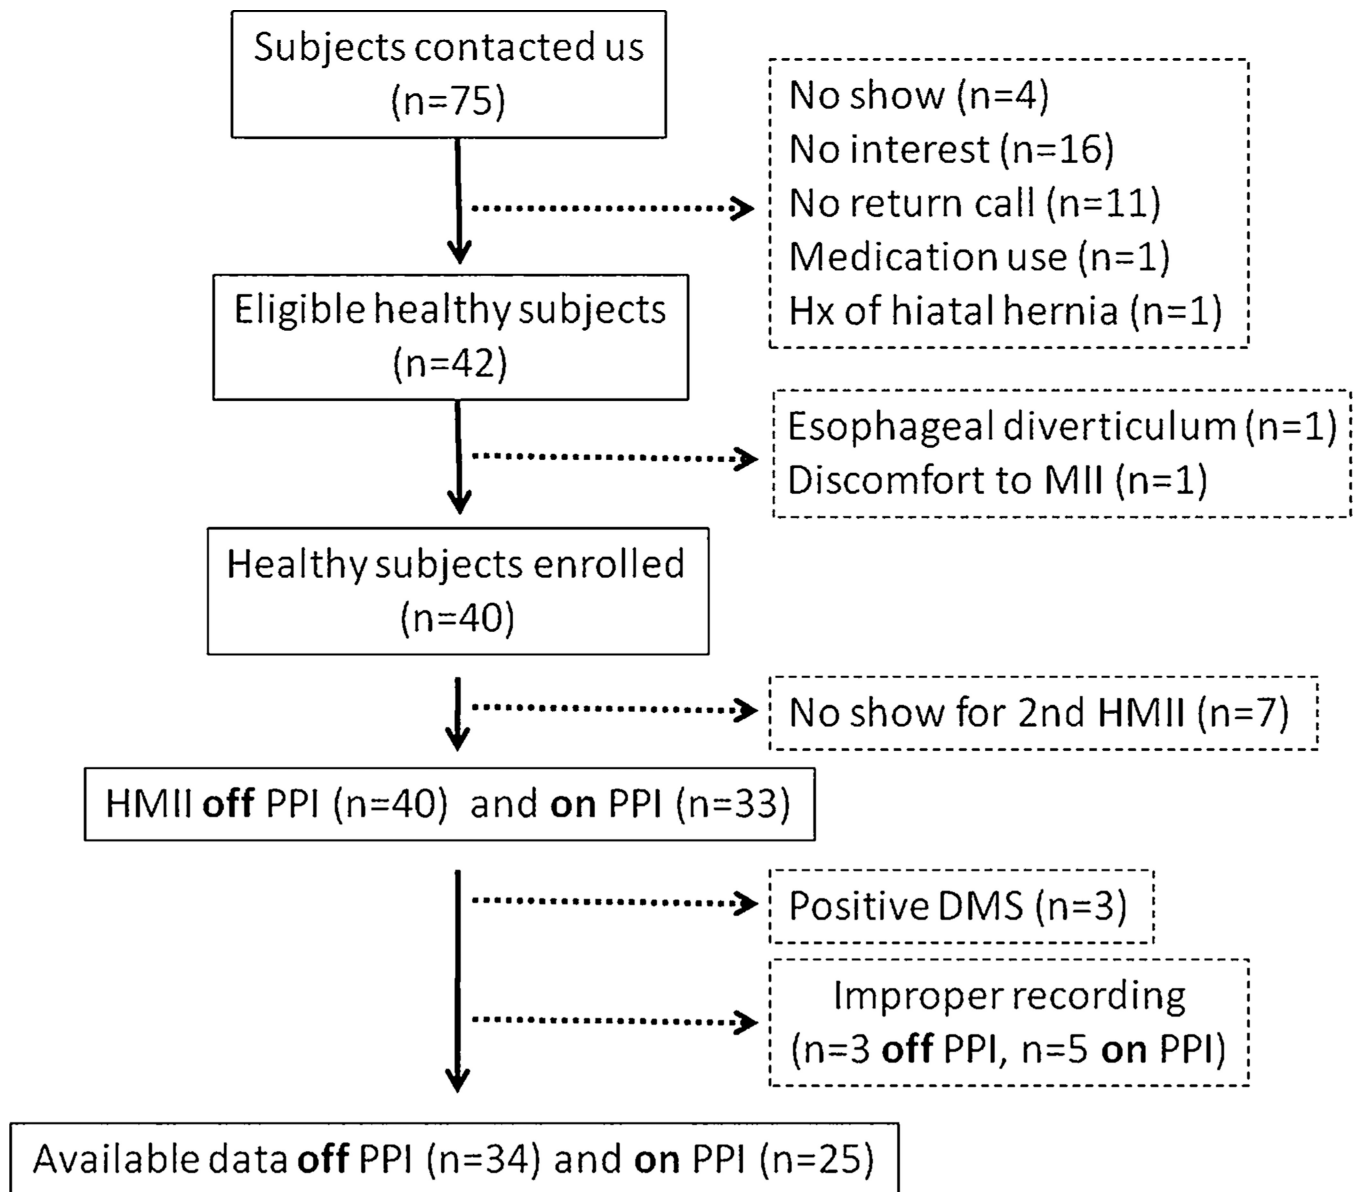 Subjects contacted us
(n=75)
No show (n=4)
No interest (n=16)
No return call (n=11)
Medication use (n=1)
Hx of hiatal hernia (n=1)
Eligible healthy subjects
(n=42)
Esophageal diverticulum (n=1)
Discomfort to MII (n=1)
Healthy subjects enrolled
(n=40)
No show for 2nd HMII (n=7)
HMII off PPI (n=40) and on PPI (n=33)
Positive DMS (n=3)
Improper recording
(n=3 off PPI, n=5 on PPI)
Available data off PPI (n=34) and on PPI (n=25)